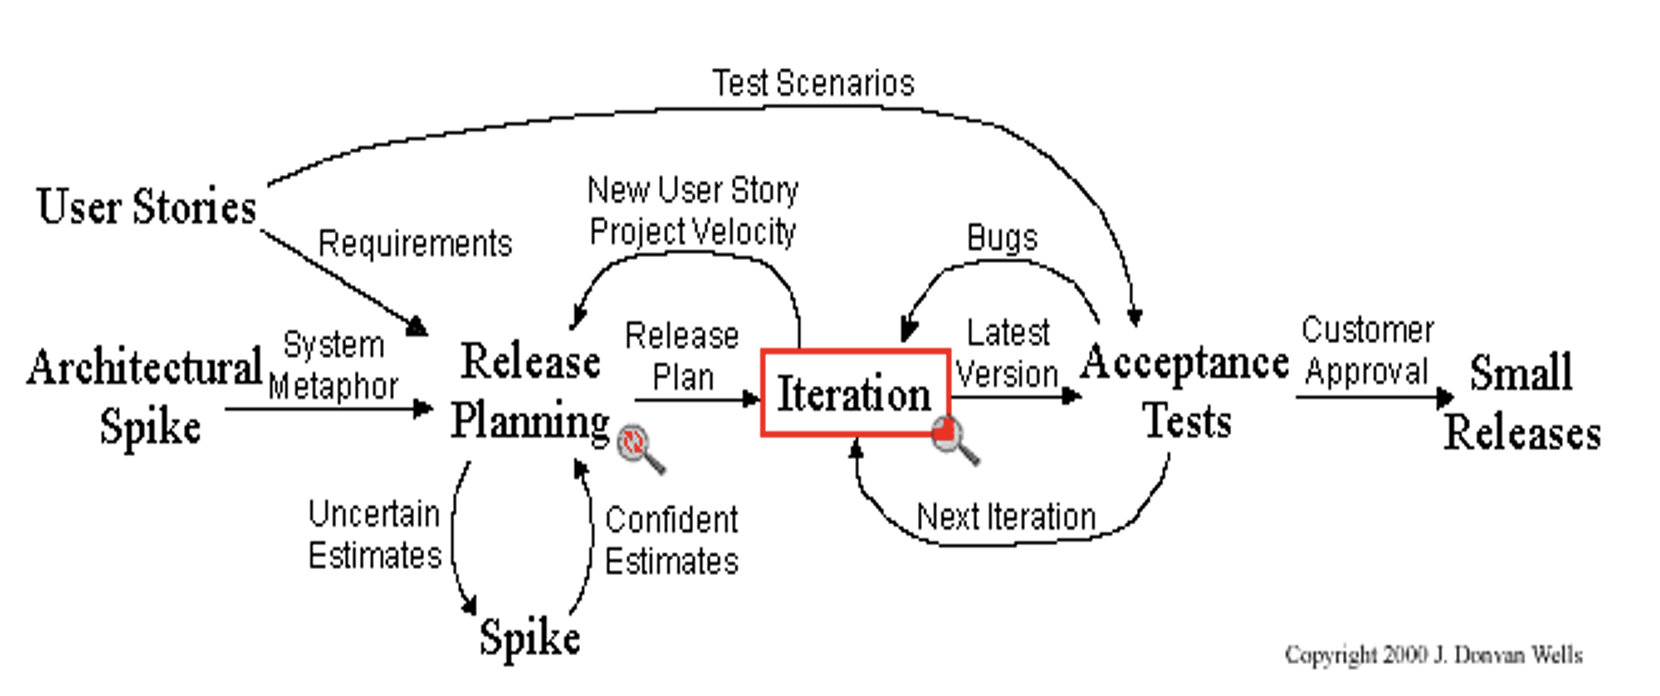 Test Scenarios
User Stories
Requirements
New User Story
Project Velocity
Bugs
Architectural
Spike
System
Metaphor
Release
Planning
Release
Plan
Iteration
Latest
Version
Acceptance
Tests
Customer
Approval
Small
Releases
Uncertain
Estimates
Confident
Estimates
Next Iteration
Spike
Copyright 2000 J. Donvan Wells